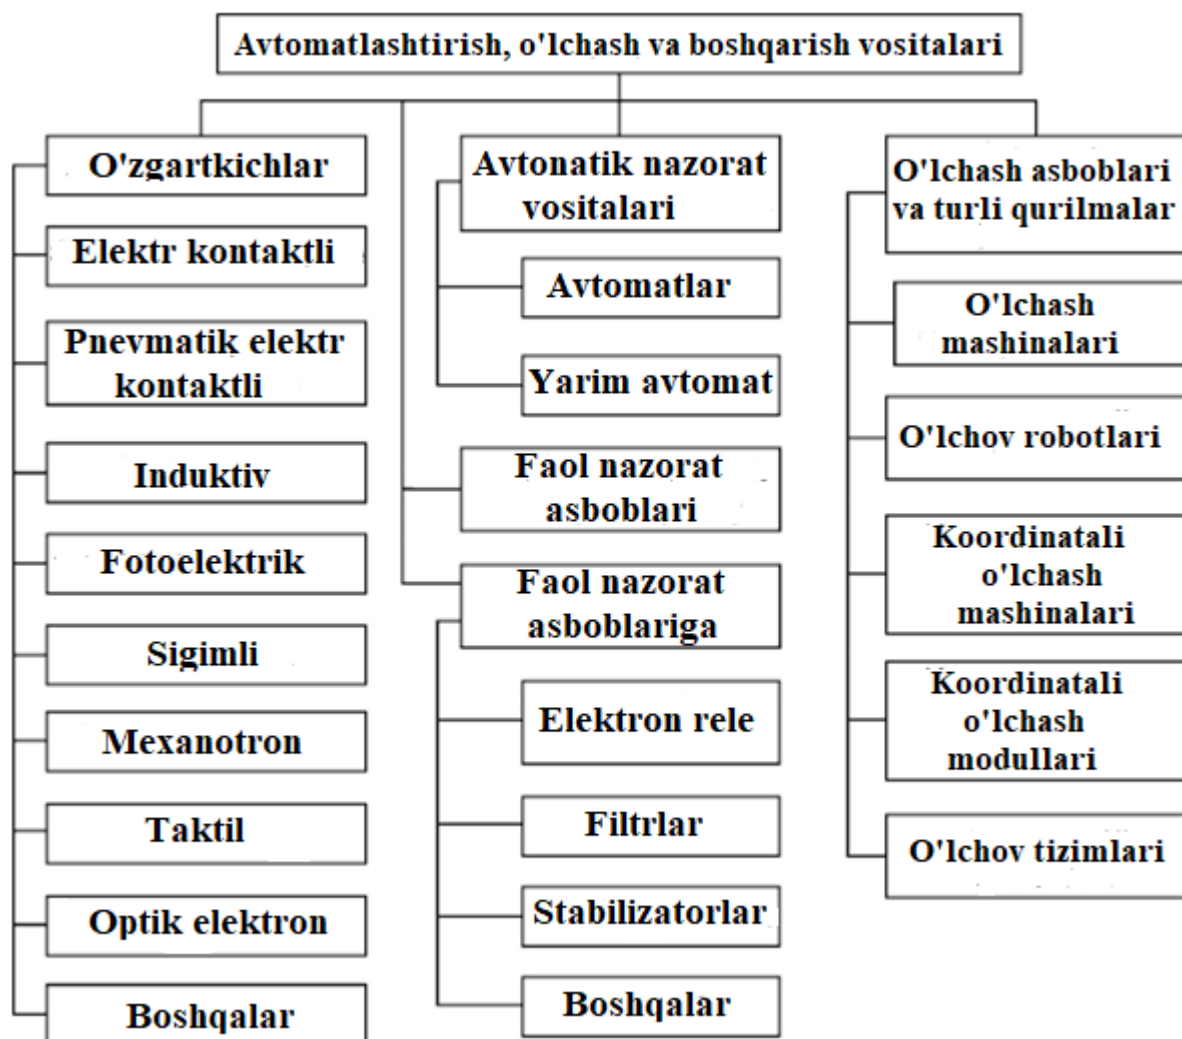 Avtomatlashtirish, o'lchash va boshqarish vositalari
O'zgartkichlar
Elektr kontaktli
Pnevmatik elektr
kontaktli
Induktiv
Fotoelektrik
Sigimli
Mexanotron
Taktil
Optik elektron
Boshqalar
Avtonatik nazorat
vositalari
Avtomatlar
Yarim avtomat
Faol nazorat
asboblari
Faol nazorat
asboblariga
Elektron rele
Filtrlar
Stabilizatorlar
Boshqalar
O'lchash asboblari
va turli qurilmalar
O'lchash
mashinalari
O'lchov robotlari
Koordinatali
o'lchash
mashinalari
Koordinatali
o'lchash
modullari
O'lchov tizimlari